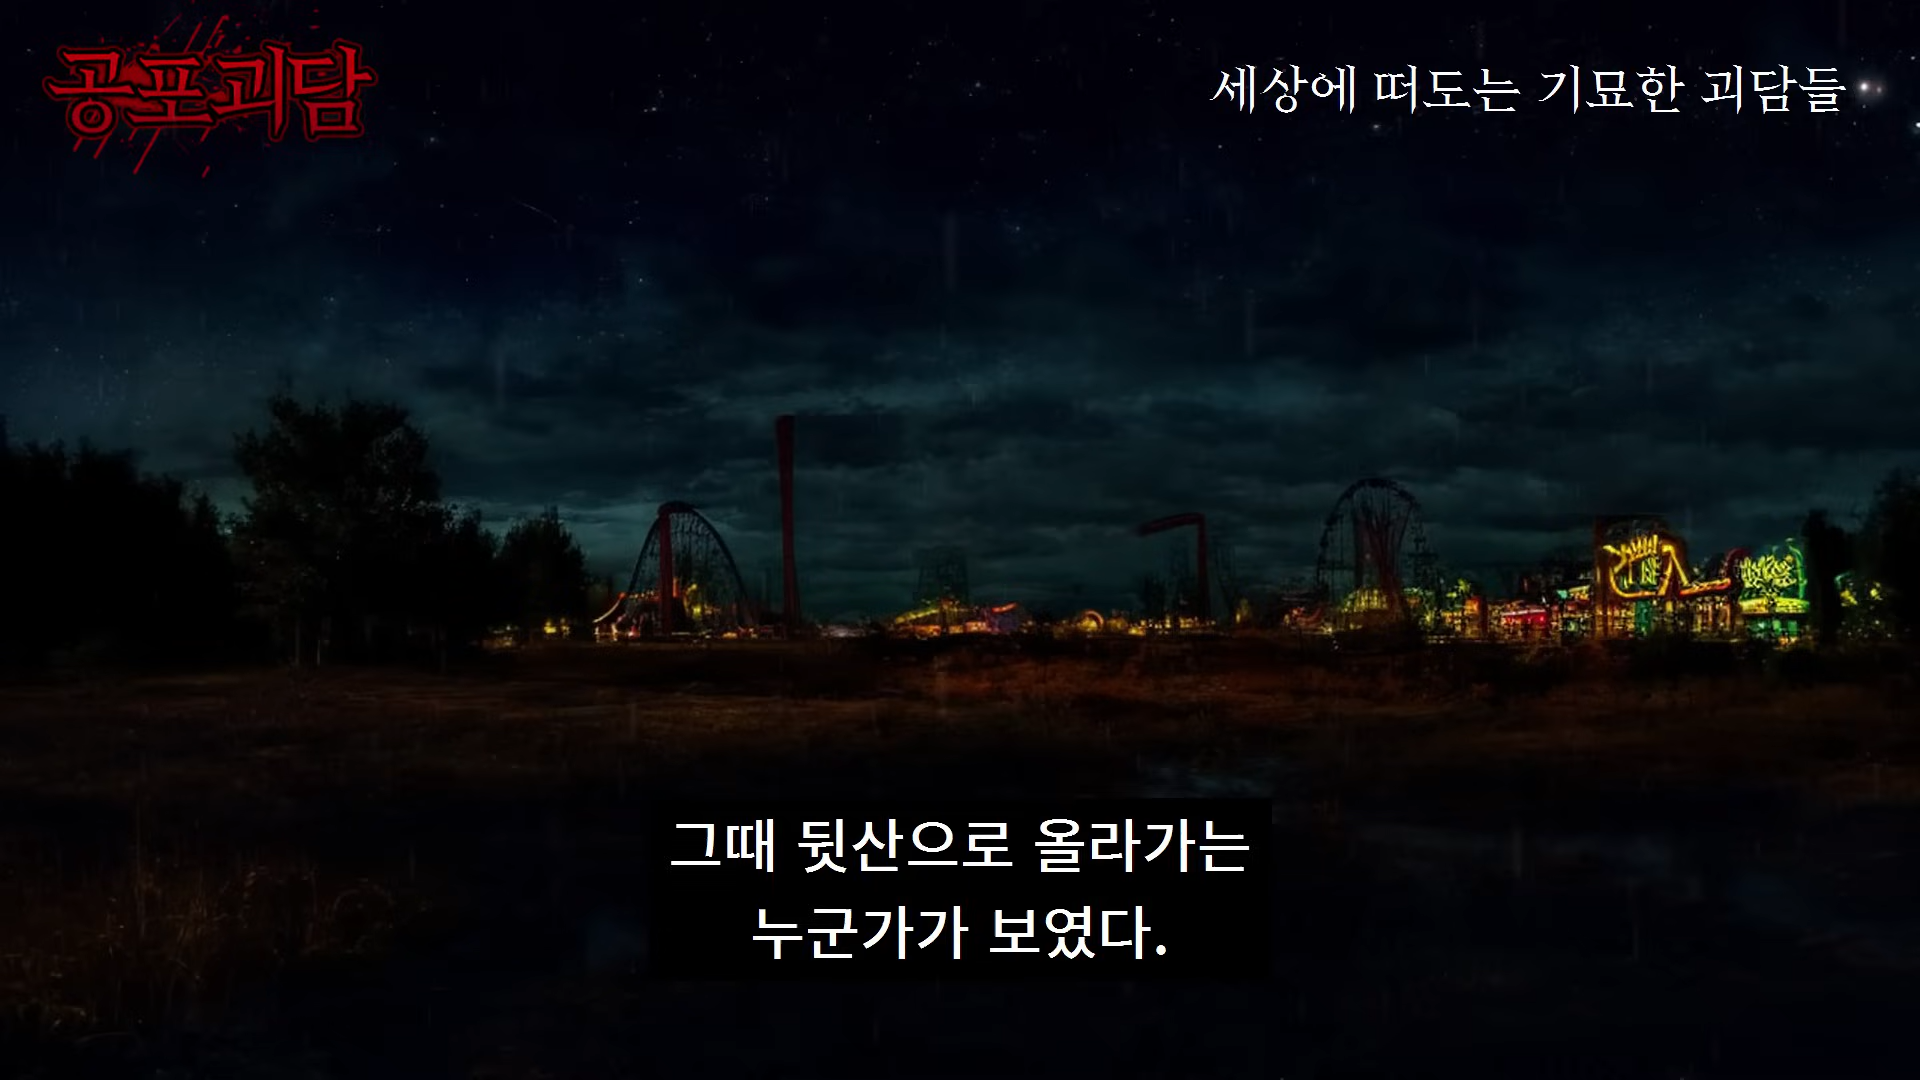 공포괴담
세상에 떠도는 기묘한 괴담들
그때 뒷산으로 올라가는
누군가가 보였다.